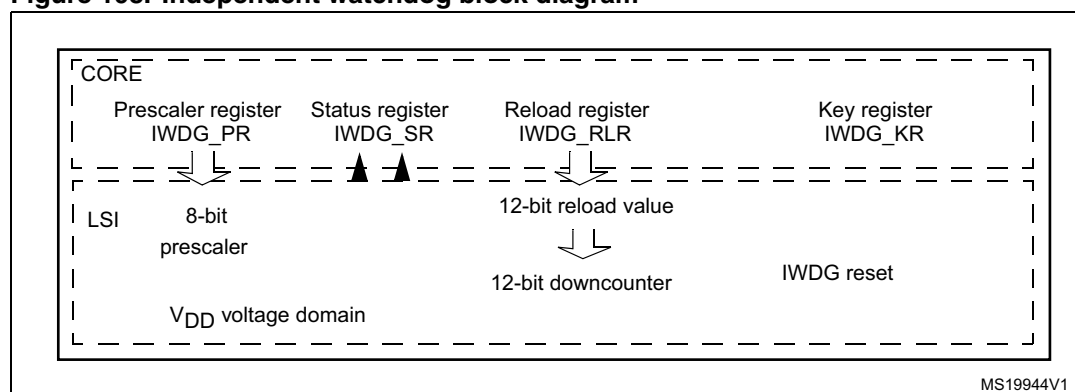 Figure 198. Independent watchdog block diagram
CORE
Prescaler register Status register Reload register Key register
IWDG_PR IWDG_SR IWDG_RLR IWDG_KR
LSI 8-bit 12-bit reload value
prescaler
12-bit downcounter IWDG reset
VDD voltage domain
MS19944V1